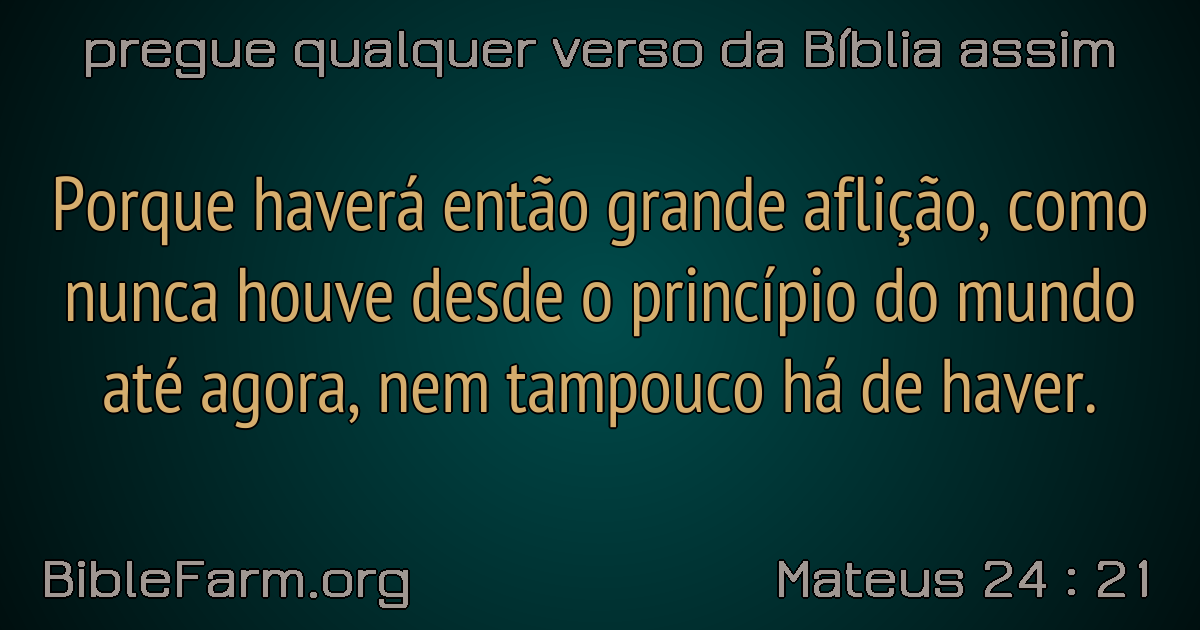 pregue qualquer verso da Bíblia assim
Porque haverá então grande aflição, como
nunca houve desde o princípio do mundo
até agora, nem tampouco há de haver.
BibleFarm.org
Mateus 24 : 21